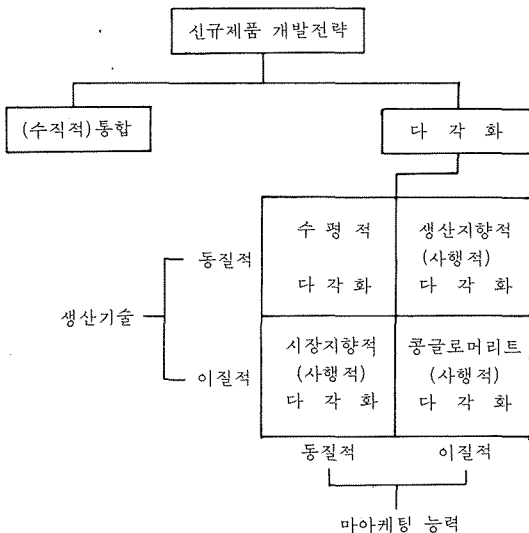 신규제품 개발전략
(수직적)통합
다 각 화
수 평 적
다 각 화
생산지향적
(사행적)
다 각 화
동질적
생산기술
이질적
시장지향적
(사행적)
다 각 화
콩글로머리트
(사행적)
다 각 화
동질적
이질적
마아케팅 능력